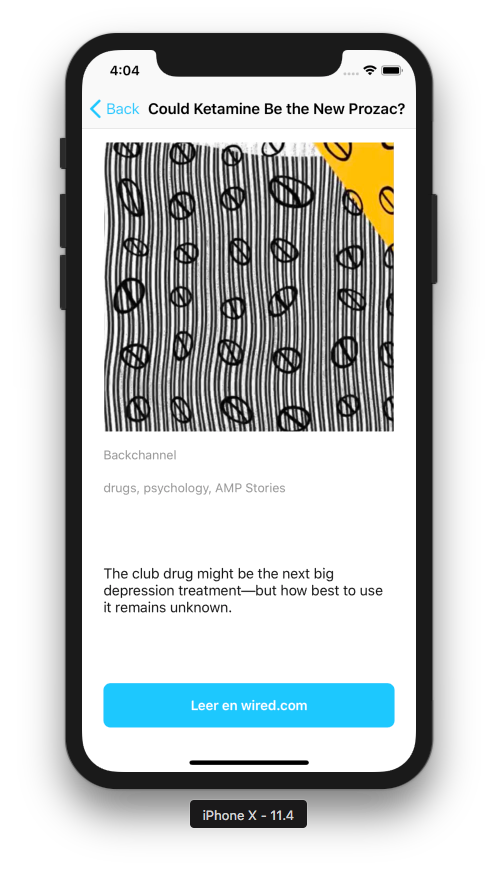 4:04
Back Could Ketamine Be the New Prozac?
Backchannel
drugs, psychology, AMP Stories
The club drug might be the next big
depression treatment—but how best to use
it remains unknown.
Leer en wired.com
iPhone X - 11.4